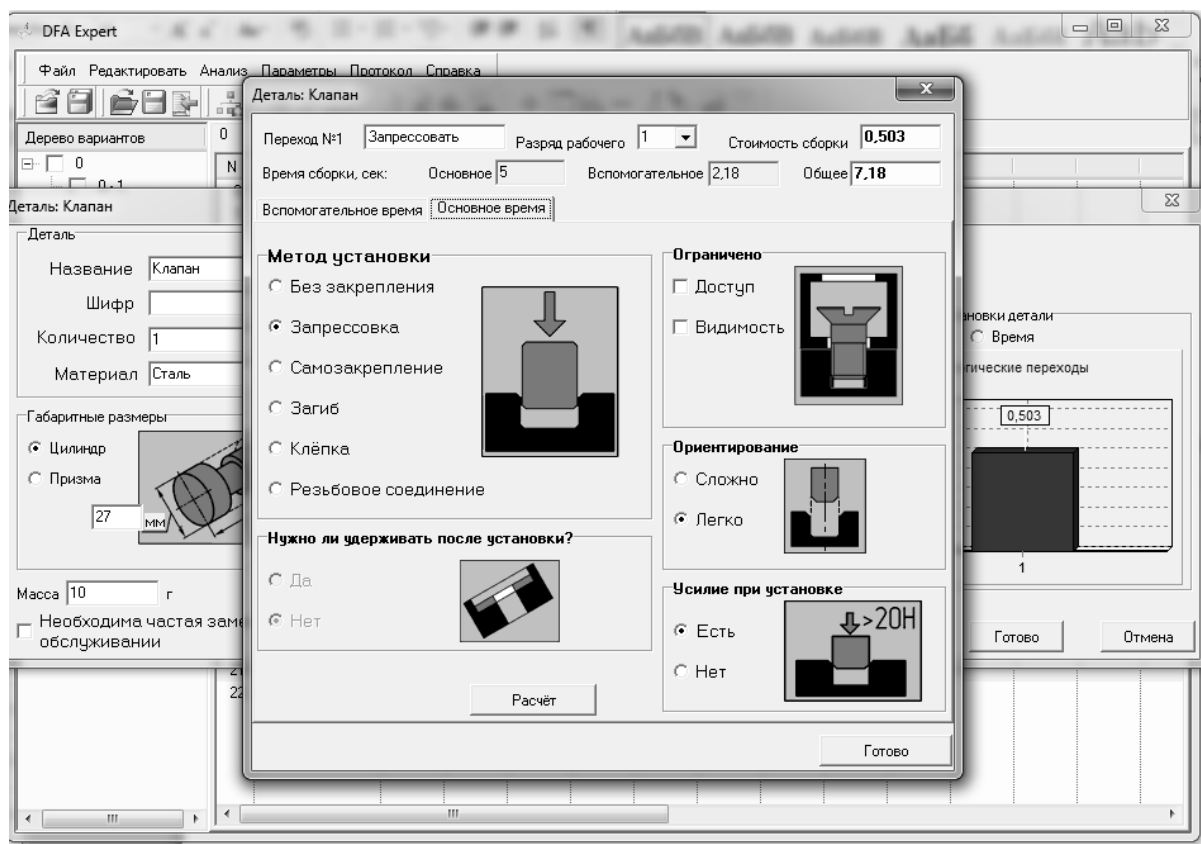 DFA Expert
Файл Редактировать Анализ Параметры Протокол Справка
Дерево вариантов
0
0
N
Деталь: Клапан
Деталь
Название Клапан
Шифр
Количество 1
Материал Сталь
Габаритные размеры
Цилиндр
Призма
27 мм
Масса 10 г
Необходима частая
обслуживании
Деталь: Клапан
Переход №1 Запрессовать Разряд рабочего 1 Стоимость сборки 0,503
Время сборки, сек: Основное 5 Вспомогательное 2,18 Общее 7,18
Вспомогательное время Основное время
Метод установки
Без закрепления
Запрессовка
Самозакрепление
Загиб
Клёпка
Резьбовое соединение
Нужно ли удерживать после установки?
Да
Нет
Расчёт
Ограничено
Доступ
Видимость
Ориентирование
Сложно
Легко
Усилие при установке
>20Н
Есть
Нет
Готово
детали
Время
переходы
0,503
1
Готово Отмена